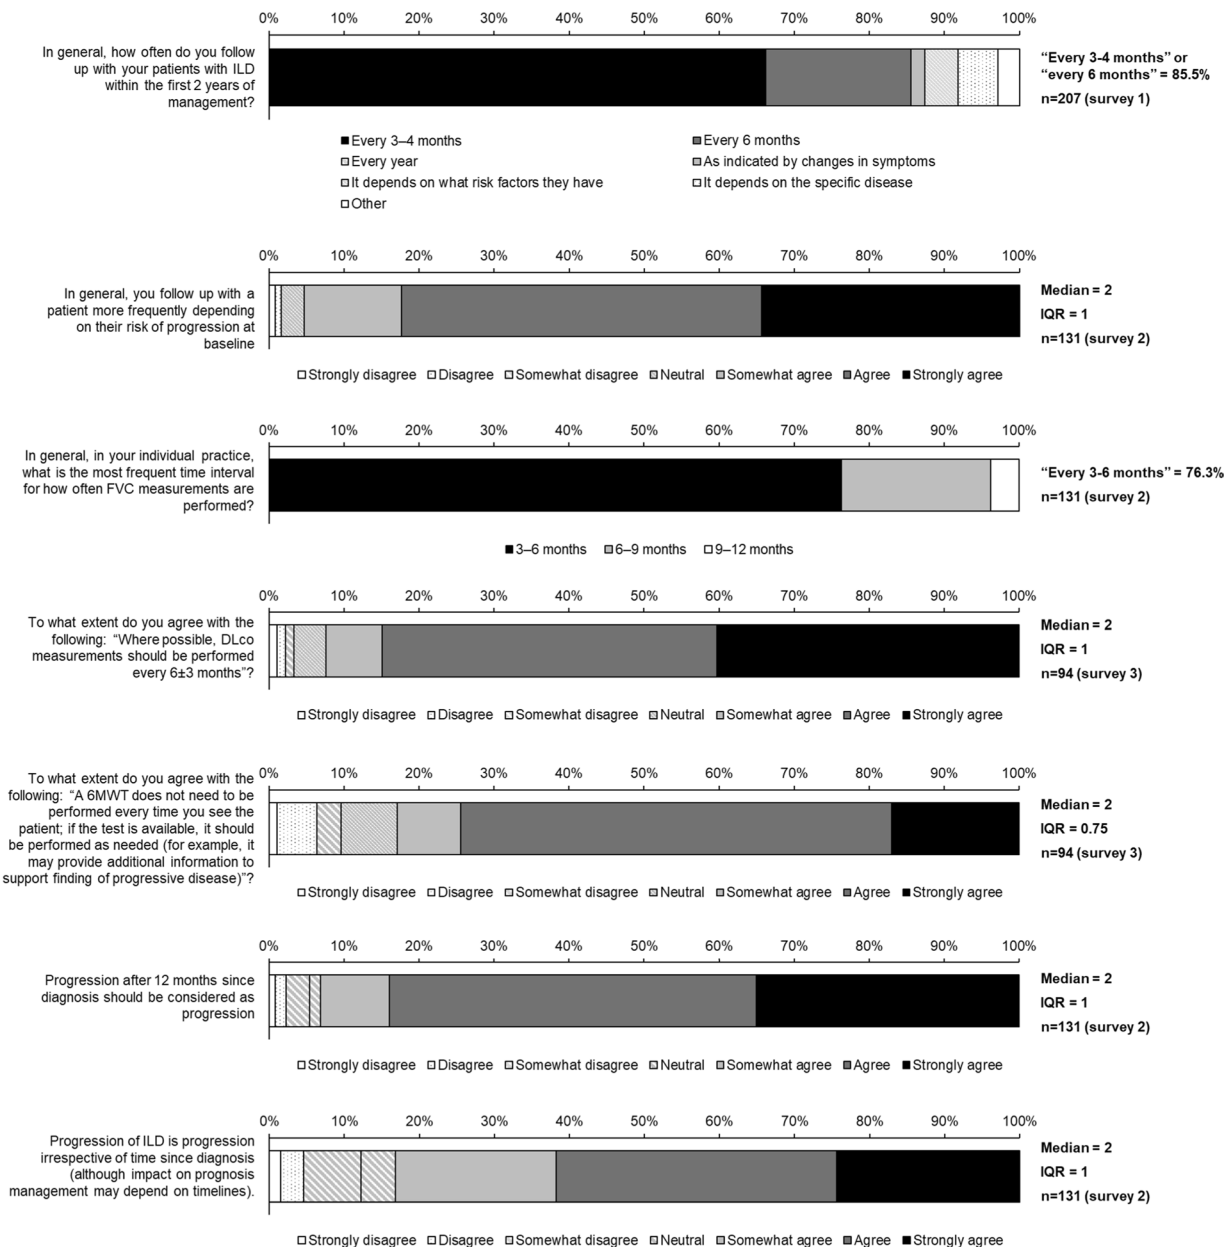 0% 10% 20% 30% 40% 50% 60% 70% 80% 90% 100%
In general, how often do you follow
up with your patients with ILD
within the first 2 years of
management?
“Every 3-4 months” or
“every 6 months” = 85.5%
n=207 (survey 1)
Every 3–4 months
Every 6 months
Every year
As indicated by changes in symptoms
It depends on what risk factors they have
It depends on the specific disease
Other
0% 10% 20% 30% 40% 50% 60% 70% 80% 90% 100%
In general, you follow up with a
patient more frequently depending
on their risk of progression at
baseline
Median = 2
IQR = 1
n=131 (survey 2)
Strongly disagree Disagree Somewhat disagree Neutral Somewhat agree Agree Strongly agree
0% 10% 20% 30% 40% 50% 60% 70% 80% 90% 100%
In general, in your individual practice,
what is the most frequent time interval
for how often FVC measurements are
performed?
“Every 3-6 months” = 76.3%
n=131 (survey 2)
3–6 months 6–9 months 9–12 months
0% 10% 20% 30% 40% 50% 60% 70% 80% 90% 100%
To what extent do you agree with the
following: “Where possible, DLco
measurements should be performed
every 6±3 months”?
Median = 2
IQR = 1
n=94 (survey 3)
Strongly disagree Disagree Somewhat disagree Neutral Somewhat agree Agree Strongly agree
0% 10% 20% 30% 40% 50% 60% 70% 80% 90% 100%
To what extent do you agree with the
following: “A 6MWT does not need to be
performed every time you see the
patient; if the test is available, it should
be performed as needed (for example, it
may provide additional information to
support finding of progressive disease)”?
Median = 2
IQR = 0.75
n=94 (survey 3)
Strongly disagree Disagree Somewhat disagree Neutral Somewhat agree Agree Strongly agree
0% 10% 20% 30% 40% 50% 60% 70% 80% 90% 100%
Progression after 12 months since
diagnosis should be considered as
progression
Median = 2
IQR = 1
n=131 (survey 2)
Strongly disagree Disagree Somewhat disagree Neutral Somewhat agree Agree Strongly agree
0% 10% 20% 30% 40% 50% 60% 70% 80% 90% 100%
Progression of ILD is progression
irrespective of time since diagnosis
(although impact on prognosis
management may depend on timelines).
Median = 2
IQR = 1
n=131 (survey 2)
Strongly disagree Disagree Somewhat disagree Neutral Somewhat agree Agree Strongly agree